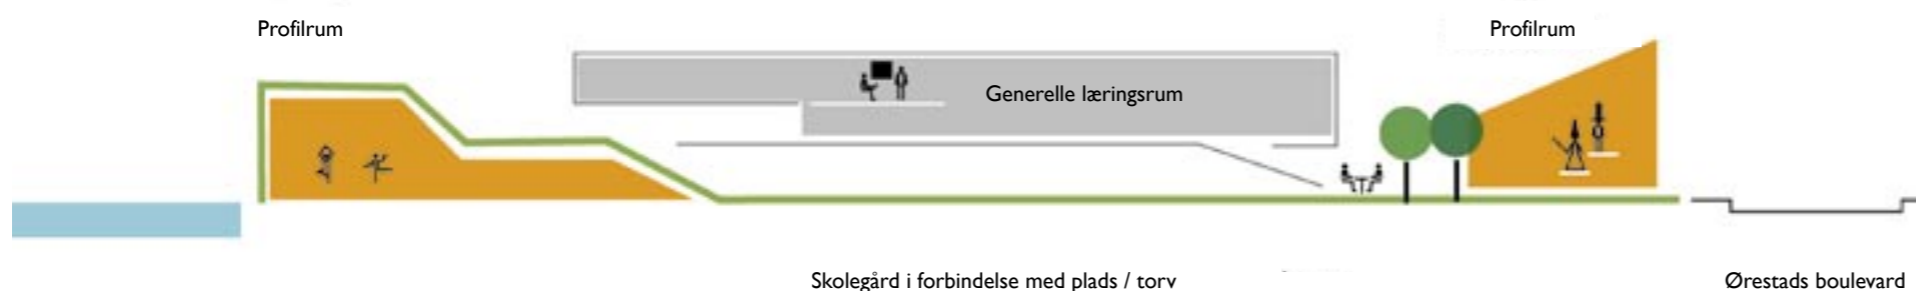 Profilrum
Profilrum
Generelle læringsrum
Skolegård i forbindelse med plads / torv
Ørestads boulevard